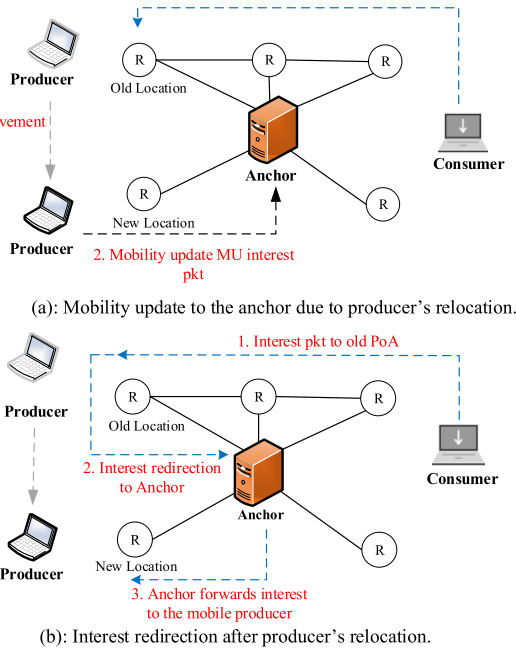 Producer
R
R
R
Old Location
vement
Anchor
Consumer
R
R
New Location
Producer
2. Mobility update MU interest
pkt
(a): Mobility update to the anchor due to producer's relocation.
1. Interest pkt to old PoA
Producer
R
R
R
Old Location
2. Interest redirection
to Anchor
Consumer
Anchor
R
R
New Location
Producer
3. Anchor forwards interest
to the mobile producer
(b): Interest redirection after producer's relocation.